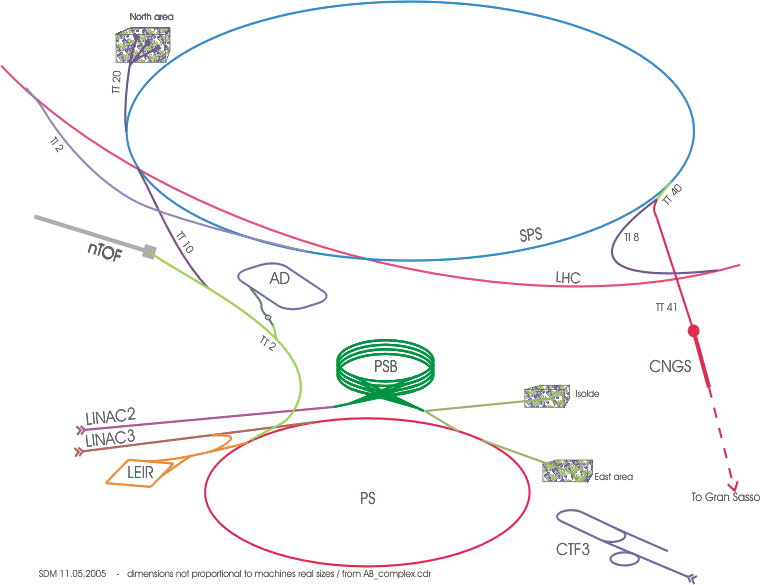 North area
TT 20
TI 2
TT 40
SPS
TI 8
TT 10
nTOF
AD
LHC
TT 41
TT 2
PSB
CNGS
Isolde
LINAC2
LINAC3
LEIR
East area
PS
To Gran Sasso
CTF3
SDM 11.05.2005 - dimensions not proportional to machines real sizes / from AB_complex.cdr